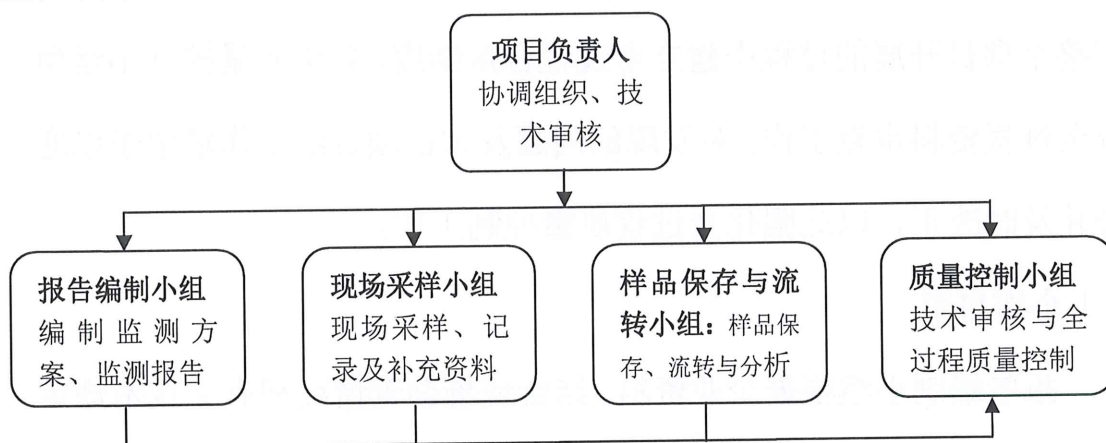 项目负责人
协调组织、技
术审核
报告编制小组
编制监测方
案、监测报告
现场采样小组
现场采样、记
录及补充资料
样品保存与流
转小组：样品保
存、流转与分析
质量控制小组
技术审核与全
过程质量控制